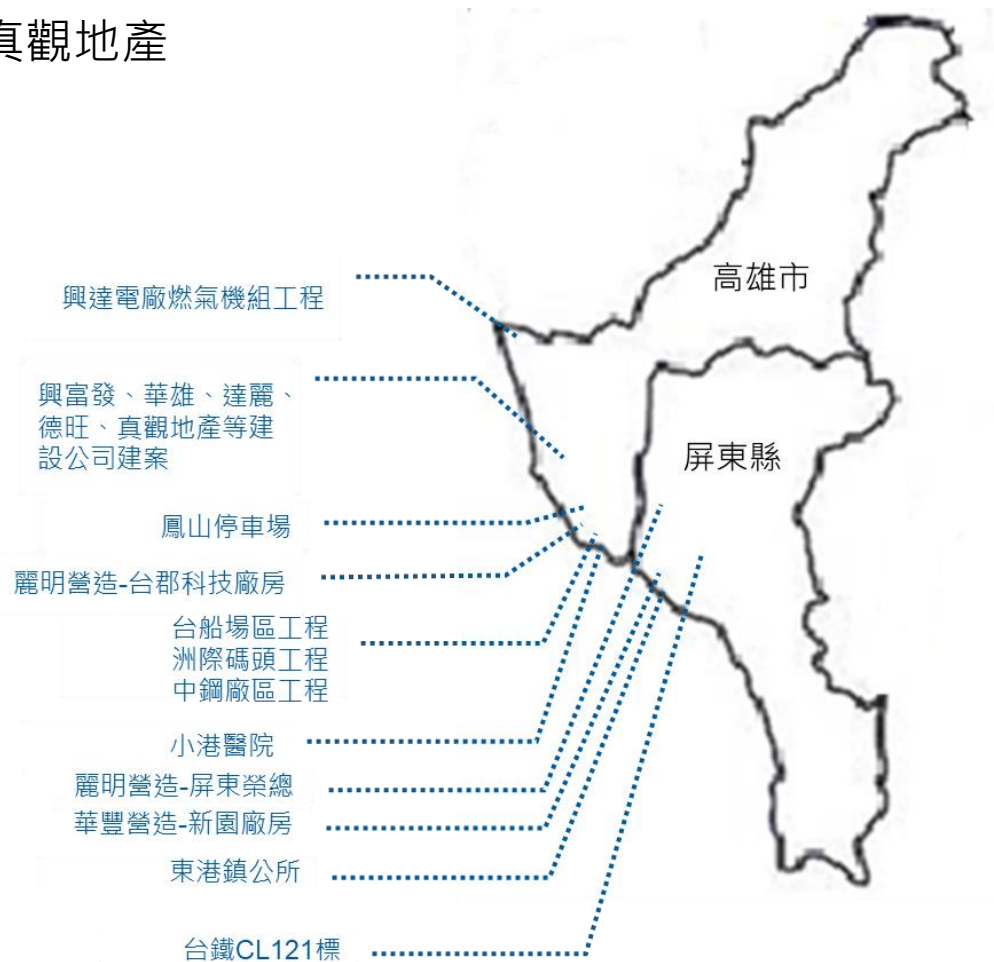 真觀地產
高雄市
興達電廠燃氣機組工程
興富發、華雄、達麗、
德旺、真觀地產等建
設公司建案
屏東縣
鳳山停車場
麗明營造-台郡科技廠房
台船場區工程
洲際碼頭工程
中鋼廠區工程
小港醫院
麗明營造-屏東榮總
華豐營造-新園廠房
東港鎮公所
台鐵CL121標